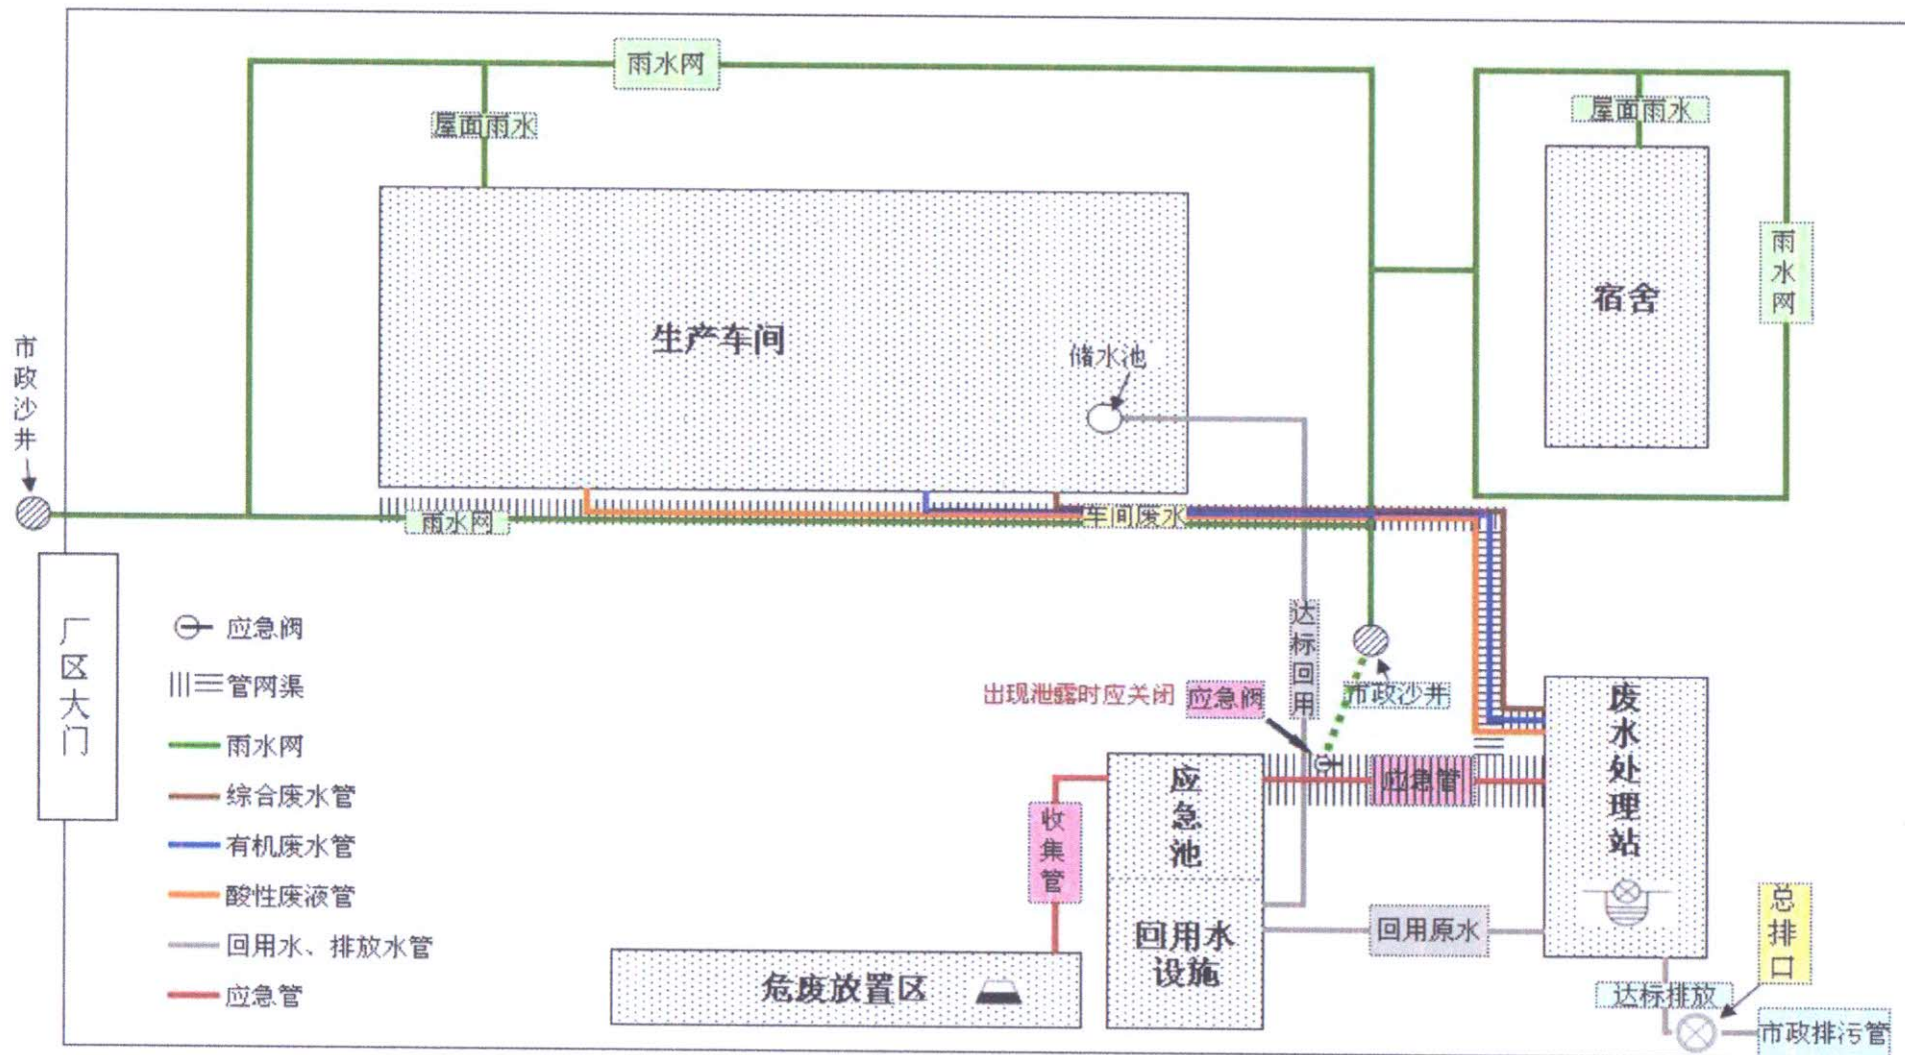 雨水网
屋面雨水
屋面雨水
雨水网
宿舍
生产车间
储水池
市政沙井
雨水网
车间废水
厂区大门
应急阀
管网渠
雨水网
综合废水管
有机废水管
酸性废液管
回用水、排放水管
应急管
达标回用
出现泄露时应关闭
应急阀
市政沙井
应急池
应急管
废水处理站
收集管
回用水
设施
回用原水
总排口
危废放置区
达标排放
市政排污管